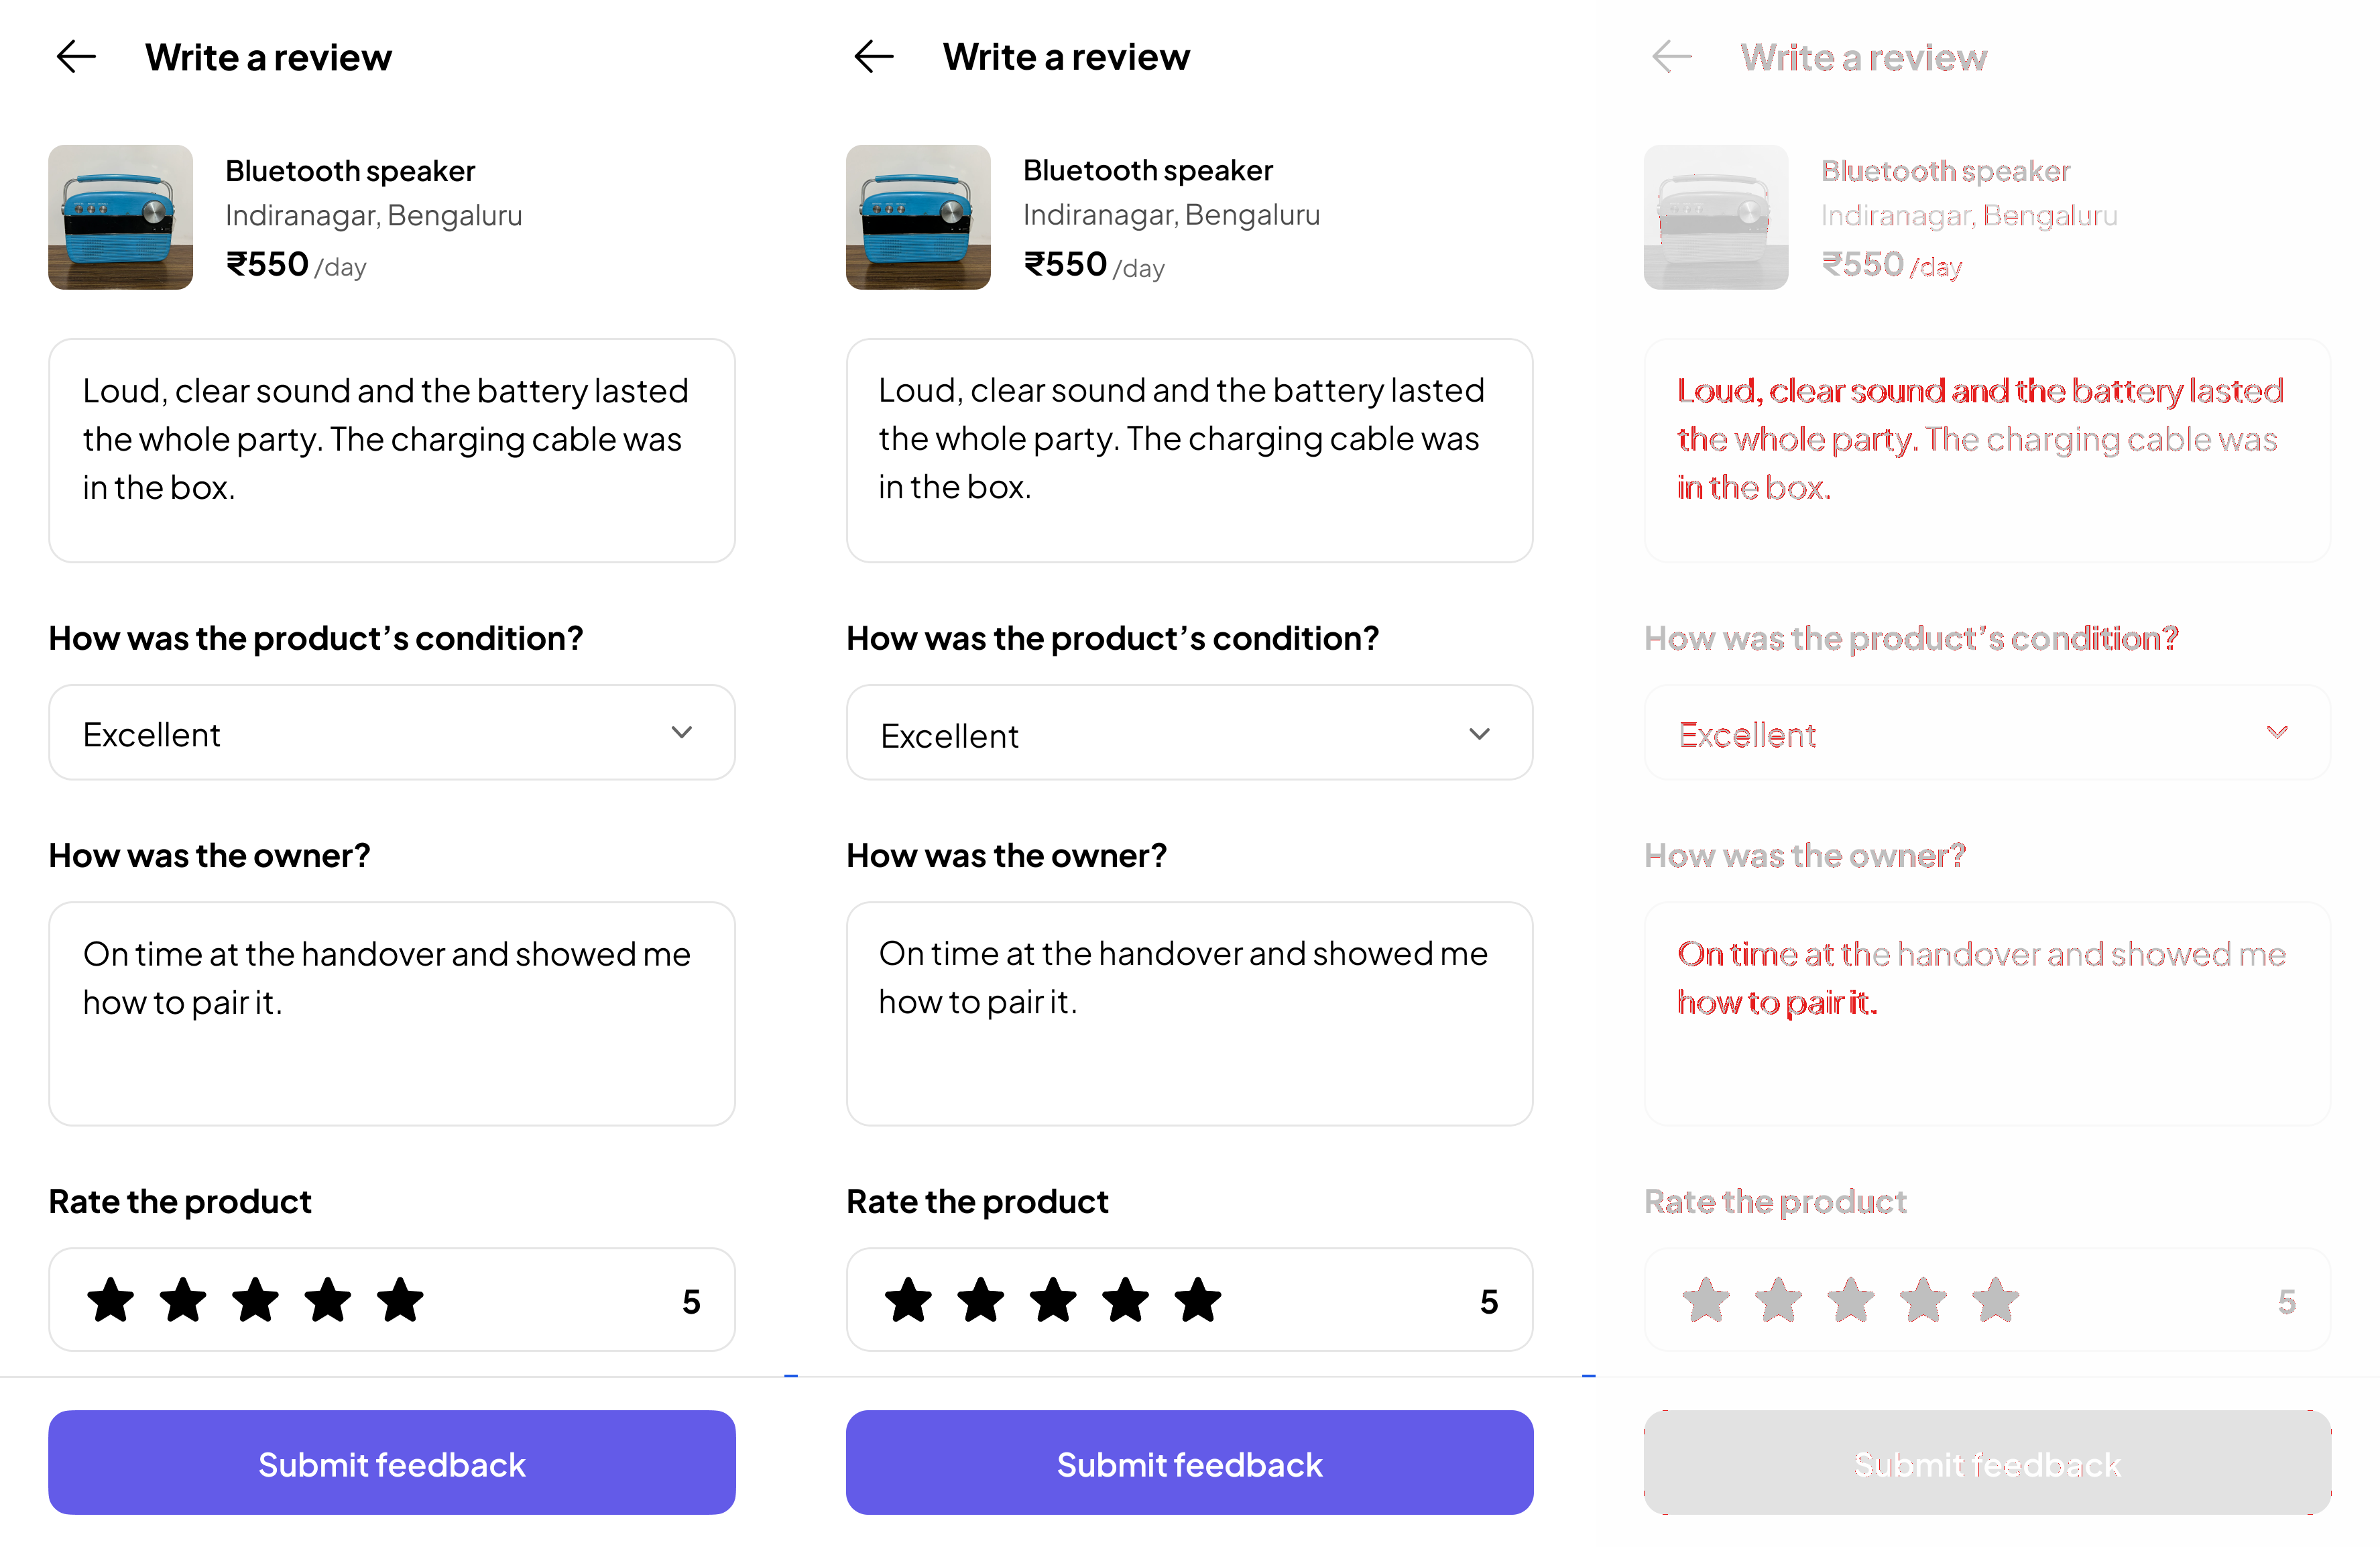 Write a review
Bluetooth speaker
Indiranagar, Bengaluru
₹550 /day
Loud, clear sound and the battery lasted
the whole party. The charging cable was
in the box.
How was the product’s condition?
Excellent
How was the owner?
On time at the handover and showed me
how to pair it.
Rate the product
5
Submit feedback
Write a review
Bluetooth speaker
Indiranagar, Bengaluru
₹550 /day
Loud, clear sound and the battery lasted
the whole party. The charging cable was
in the box.
How was the product’s condition?
Excellent
How was the owner?
On time at the handover and showed me
how to pair it.
Rate the product
5
Submit feedback
Write a review
Bluetooth speaker
Indiranagar, Bengaluru
₹550 /day
Loud, clear sound and the battery lasted
the whole party. The charging cable was
in the box.
How was the product’s condition?
Excellent
How was the owner?
On time at the handover and showed me
how to pair it.
Rate the product
5
Submit feedback